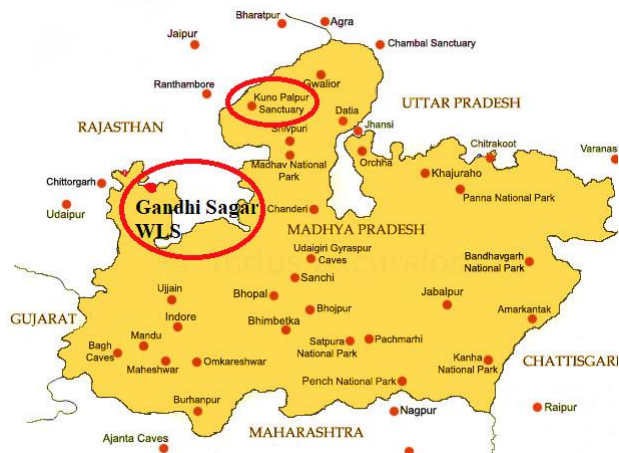 Bharatpur
Agra
Jaipur
Chambal Sanctuary
Gwalior
Ranthambore
Kuno Palpur
Sanctuary
UTTAR PRADESH
Datia
RAJASTHAN
Jhansi
Shivpuri
Chitrakoot
Varanas
Orchha
Madhav National
Park
Khajuraho
Chittorgarh
Panna National Park
Udaipur
Gandhi Sagar
WLS
Chanderi
MADHYA PRADESH
Udaigiri Gyraspur
Caves
Bandhavgarh
National Park
Sanchi
Ujjain
Bhopal
Jabalpur
GUJARAT
Bhojpur
Amarkantak
Indore
Bhimbetka
Mandu
Satpura
National Park
Pachmarhi
Bagh
Caves
Maheshwar
Omkareshwar
Kanha
National Park
CHATTISGARH
Pench National Park
Burhanpur
Nagpur
Raipur
MAHARASHTRA
Ajanta Caves